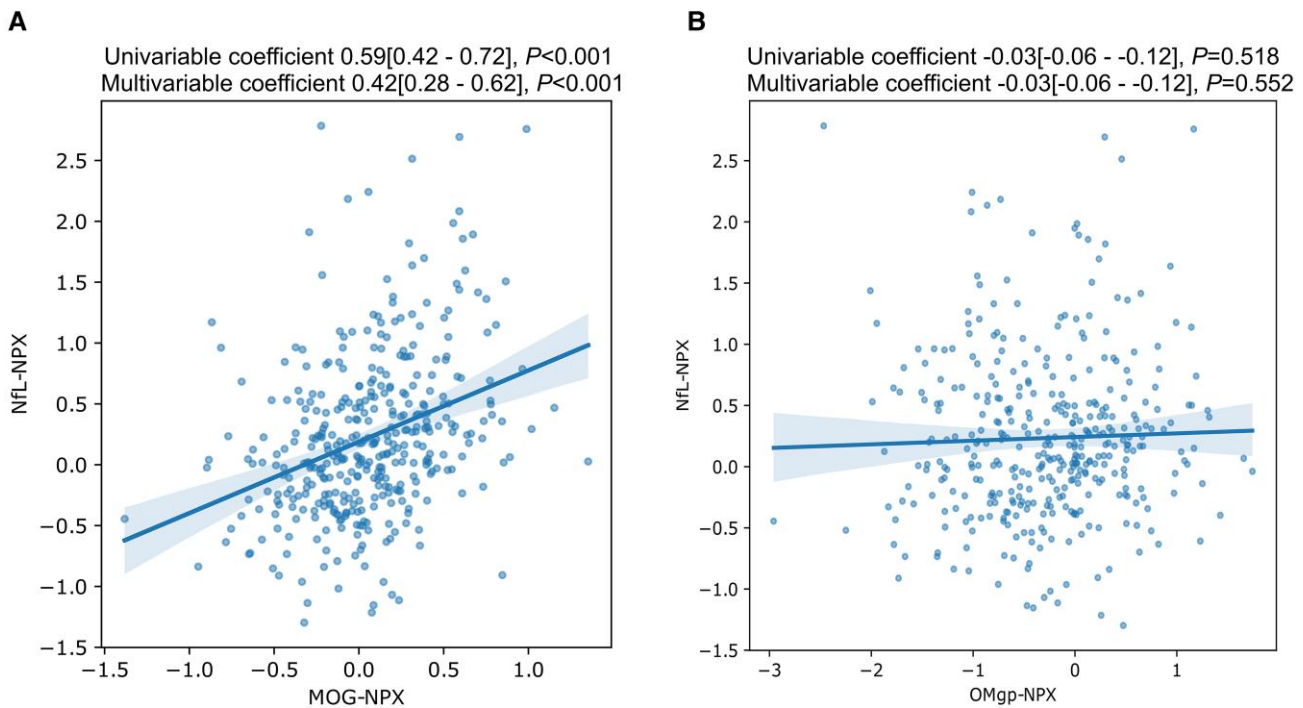 A
Univariable coefficient 0.59[0.42 - 0.72], P<0.001
Multivariable coefficient 0.42[0.28 - 0.62], P<0.001
NfL-NPX
2.5
2.0
1.5
1.0
0.5
0.0
−0.5
−1.0
−1.5
−1.5 −1.0 −0.5 0.0 0.5 1.0
MOG-NPX
B
Univariable coefficient -0.03[-0.06 - -0.12], P=0.518
Multivariable coefficient -0.03[-0.06 - -0.12], P=0.552
NfL-NPX
2.5
2.0
1.5
1.0
0.5
0.0
−0.5
−1.0
−1.5
−3 −2 −1 0 1
OMgp-NPX